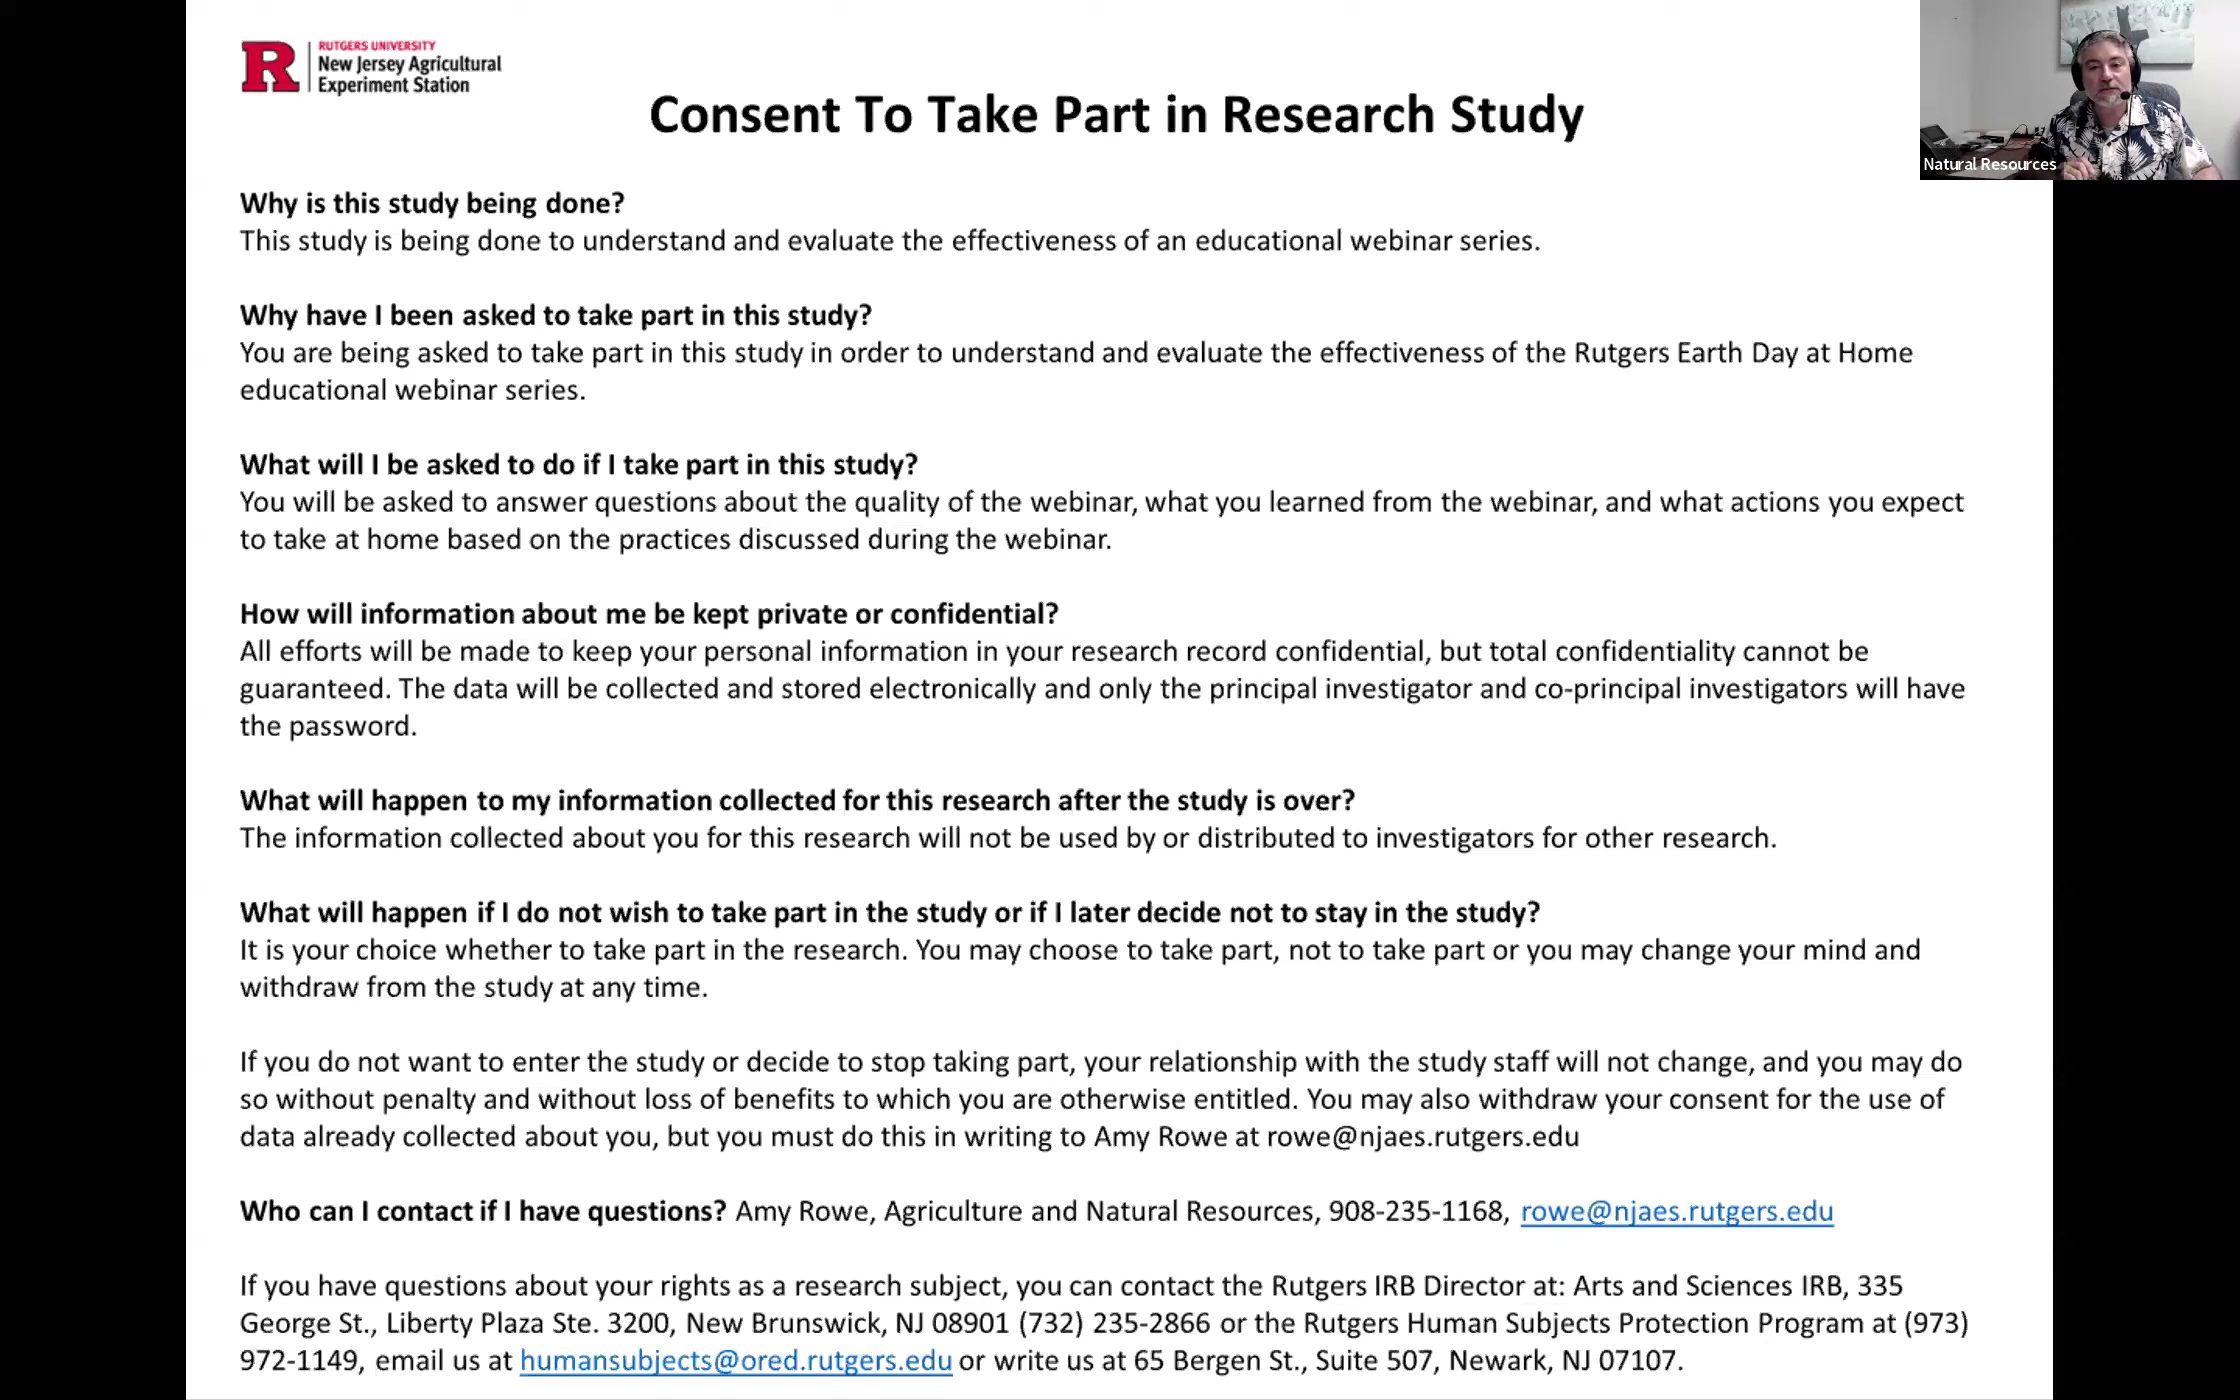 RUTGERS UNIVERSITY
New Jersey Agricultural
Experiment Station
Consent To Take Part in Research Study
Natural Resources
Why is this study being done?
This study is being done to understand and evaluate the effectiveness of an educational webinar series.
Why have I been asked to take part in this study?
You are being asked to take part in this study in order to understand and evaluate the effectiveness of the Rutgers Earth Day at Home
educational webinar series.
What will I be asked to do if I take part in this study?
You will be asked to answer questions about the quality of the webinar, what you learned from the webinar, and what actions you expect
to take at home based on the practices discussed during the webinar.
How will information about me be kept private or confidential?
All efforts will be made to keep your personal information in your research record confidential, but total confidentiality cannot be
guaranteed. The data will be collected and stored electronically and only the principal investigator and co-principal investigators will have
the password.
What will happen to my information collected for this research after the study is over?
The information collected about you for this research will not be used by or distributed to investigators for other research.
What will happen if I do not wish to take part in the study or if I later decide not to stay in the study?
It is your choice whether to take part in the research. You may choose to take part, not to take part or you may change your mind and
withdraw from the study at any time.
If you do not want to enter the study or decide to stop taking part, your relationship with the study staff will not change, and you may do
so without penalty and without loss of benefits to which you are otherwise entitled. You may also withdraw your consent for the use of
data already collected about you, but you must do this in writing to Amy Rowe at rowe@njaes.rutgers.edu
Who can I contact if I have questions? Amy Rowe, Agriculture and Natural Resources, 908-235-1168, rowe@njaes.rutgers.edu
If you have questions about your rights as a research subject, you can contact the Rutgers IRB Director at: Arts and Sciences IRB, 335
George St., Liberty Plaza Ste. 3200, New Brunswick, NJ 08901 (732) 235-2866 or the Rutgers Human Subjects Protection Program at (973)
972-1149, email us at humansubjects@ored.rutgers.edu or write us at 65 Bergen St., Suite 507, Newark, NJ 07107.